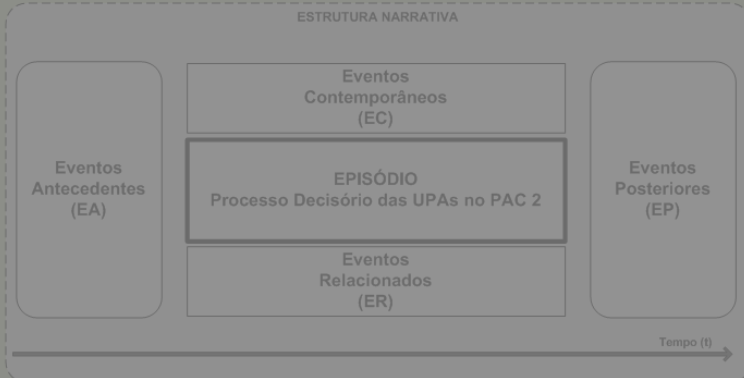 ESTRUTURA NARRATIVA
Eventos
Antecedentes
(EA)
Eventos
Contemporâneos
(EC)
EPISÓDIO
Processo Decisório das UPAs no PAC 2
Eventos
Relacionados
(ER)
Eventos
Posteriores
(EP)
Tempo (t)